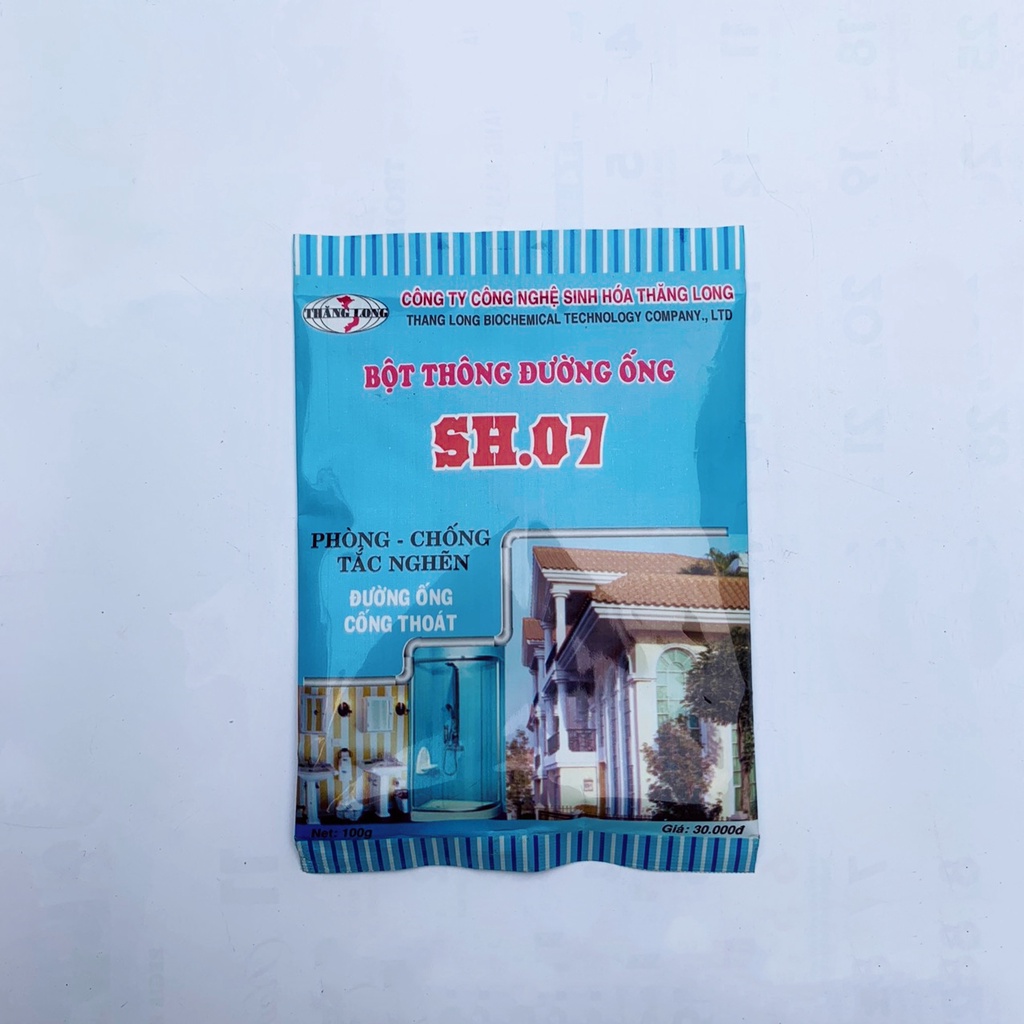 THĂNG LONG
CÔNG TY CÔNG NGHỆ SINH HÓA THĂNG LONG
THANG LONG BIOCHEMICAL TECHNOLOGY COMPANY., LTD
BỘT THÔNG ĐƯỜNG ỐNG
SH.07
PHÒNG - CHỐNG
TẮC NGHẼN
ĐƯỜNG ỐNG
CỐNG THOÁT
Net: 100g
Giá: 30.000đ